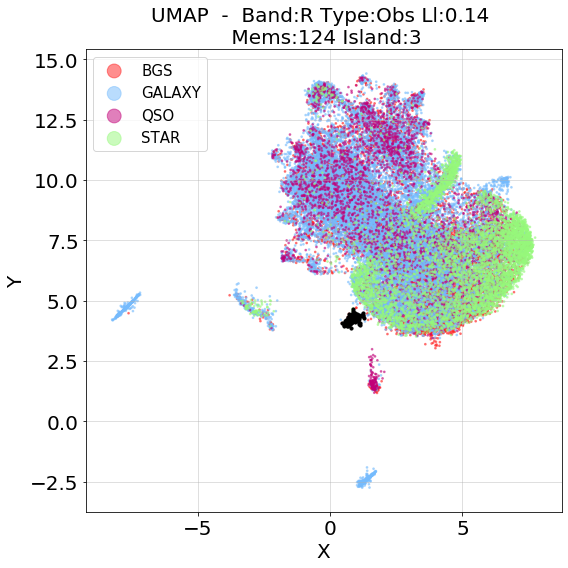 UMAP - Band:R Type:Obs Ll:0.14
Mems:124 Island:3
15.0
12.5
10.0
7.5
5.0
2.5
0.0
−2.5
Y
BGS
GALAXY
QSO
STAR
−5
0
5
X